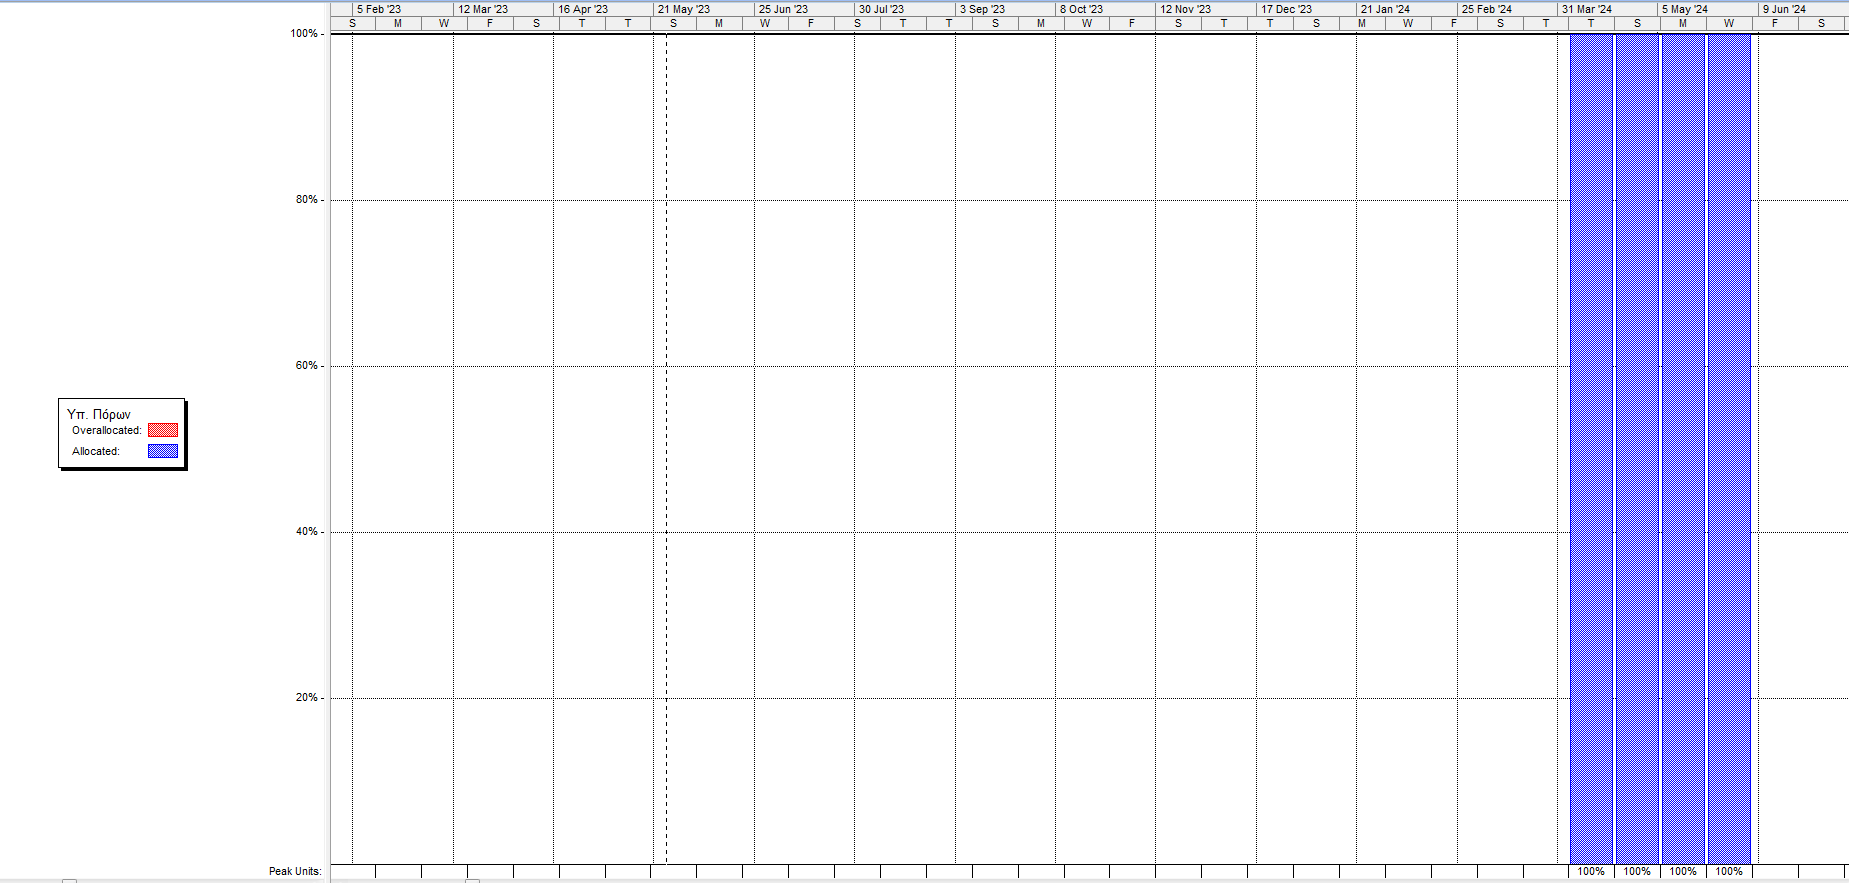 5 Feb '23 12 Mar '23 16 Apr '23 21 May '23 25 Jun '23 30 Jul '23 3 Sep '23 8 Oct '23 12 Nov '23 17 Dec '23 21 Jan '24 25 Feb '24 31 Mar '24 5 May '24 9 Jun '24
S M W F S T T S M W F S T T S M W F S T T S M W F S T T S M W F S
100%
80%
60%
Υπ. Πόρων
Overallocated:
Allocated:
40%
20%
Peak Units: 100% 100% 100% 100%